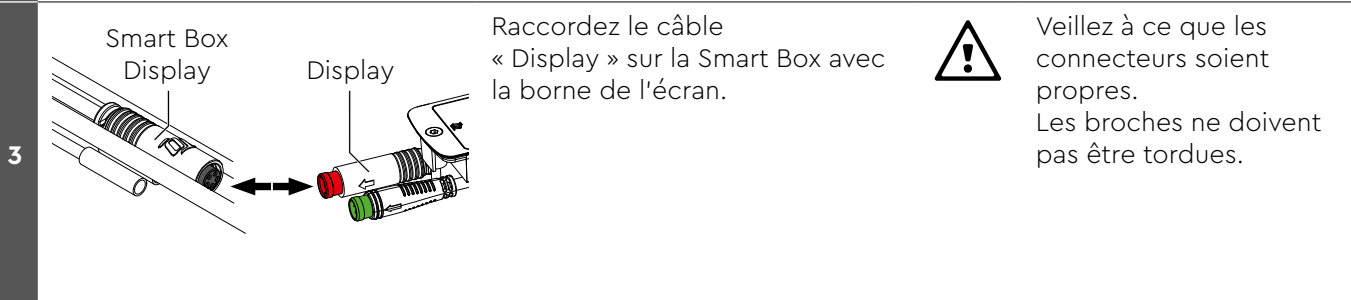 3
Smart Box
Display
Display
Raccordez le câble
« Display » sur la Smart Box avec
la borne de l'écran.
Veillez à ce que les
connecteurs soient
propres.
Les broches ne doivent
pas être tordues.